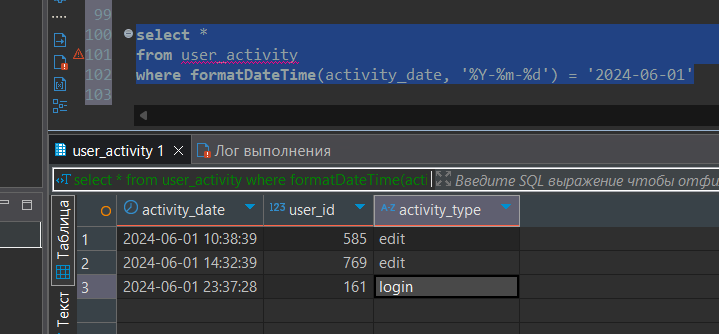 99
100 select *
101 from user_activity
102 where formatDateTime(activity_date, '%Y-%m-%d') = '2024-06-01'
103
user_activity 1
Лог выполнения
select * from user_activity where formatDateTime(acti
Введите SQL выражение чтобы отфи
Таблица
Текст
activity_date 123 user_id A-Z activity_type
1 2024-06-01 10:38:39 585 edit
2 2024-06-01 14:32:39 769 edit
3 2024-06-01 23:37:28 161 login